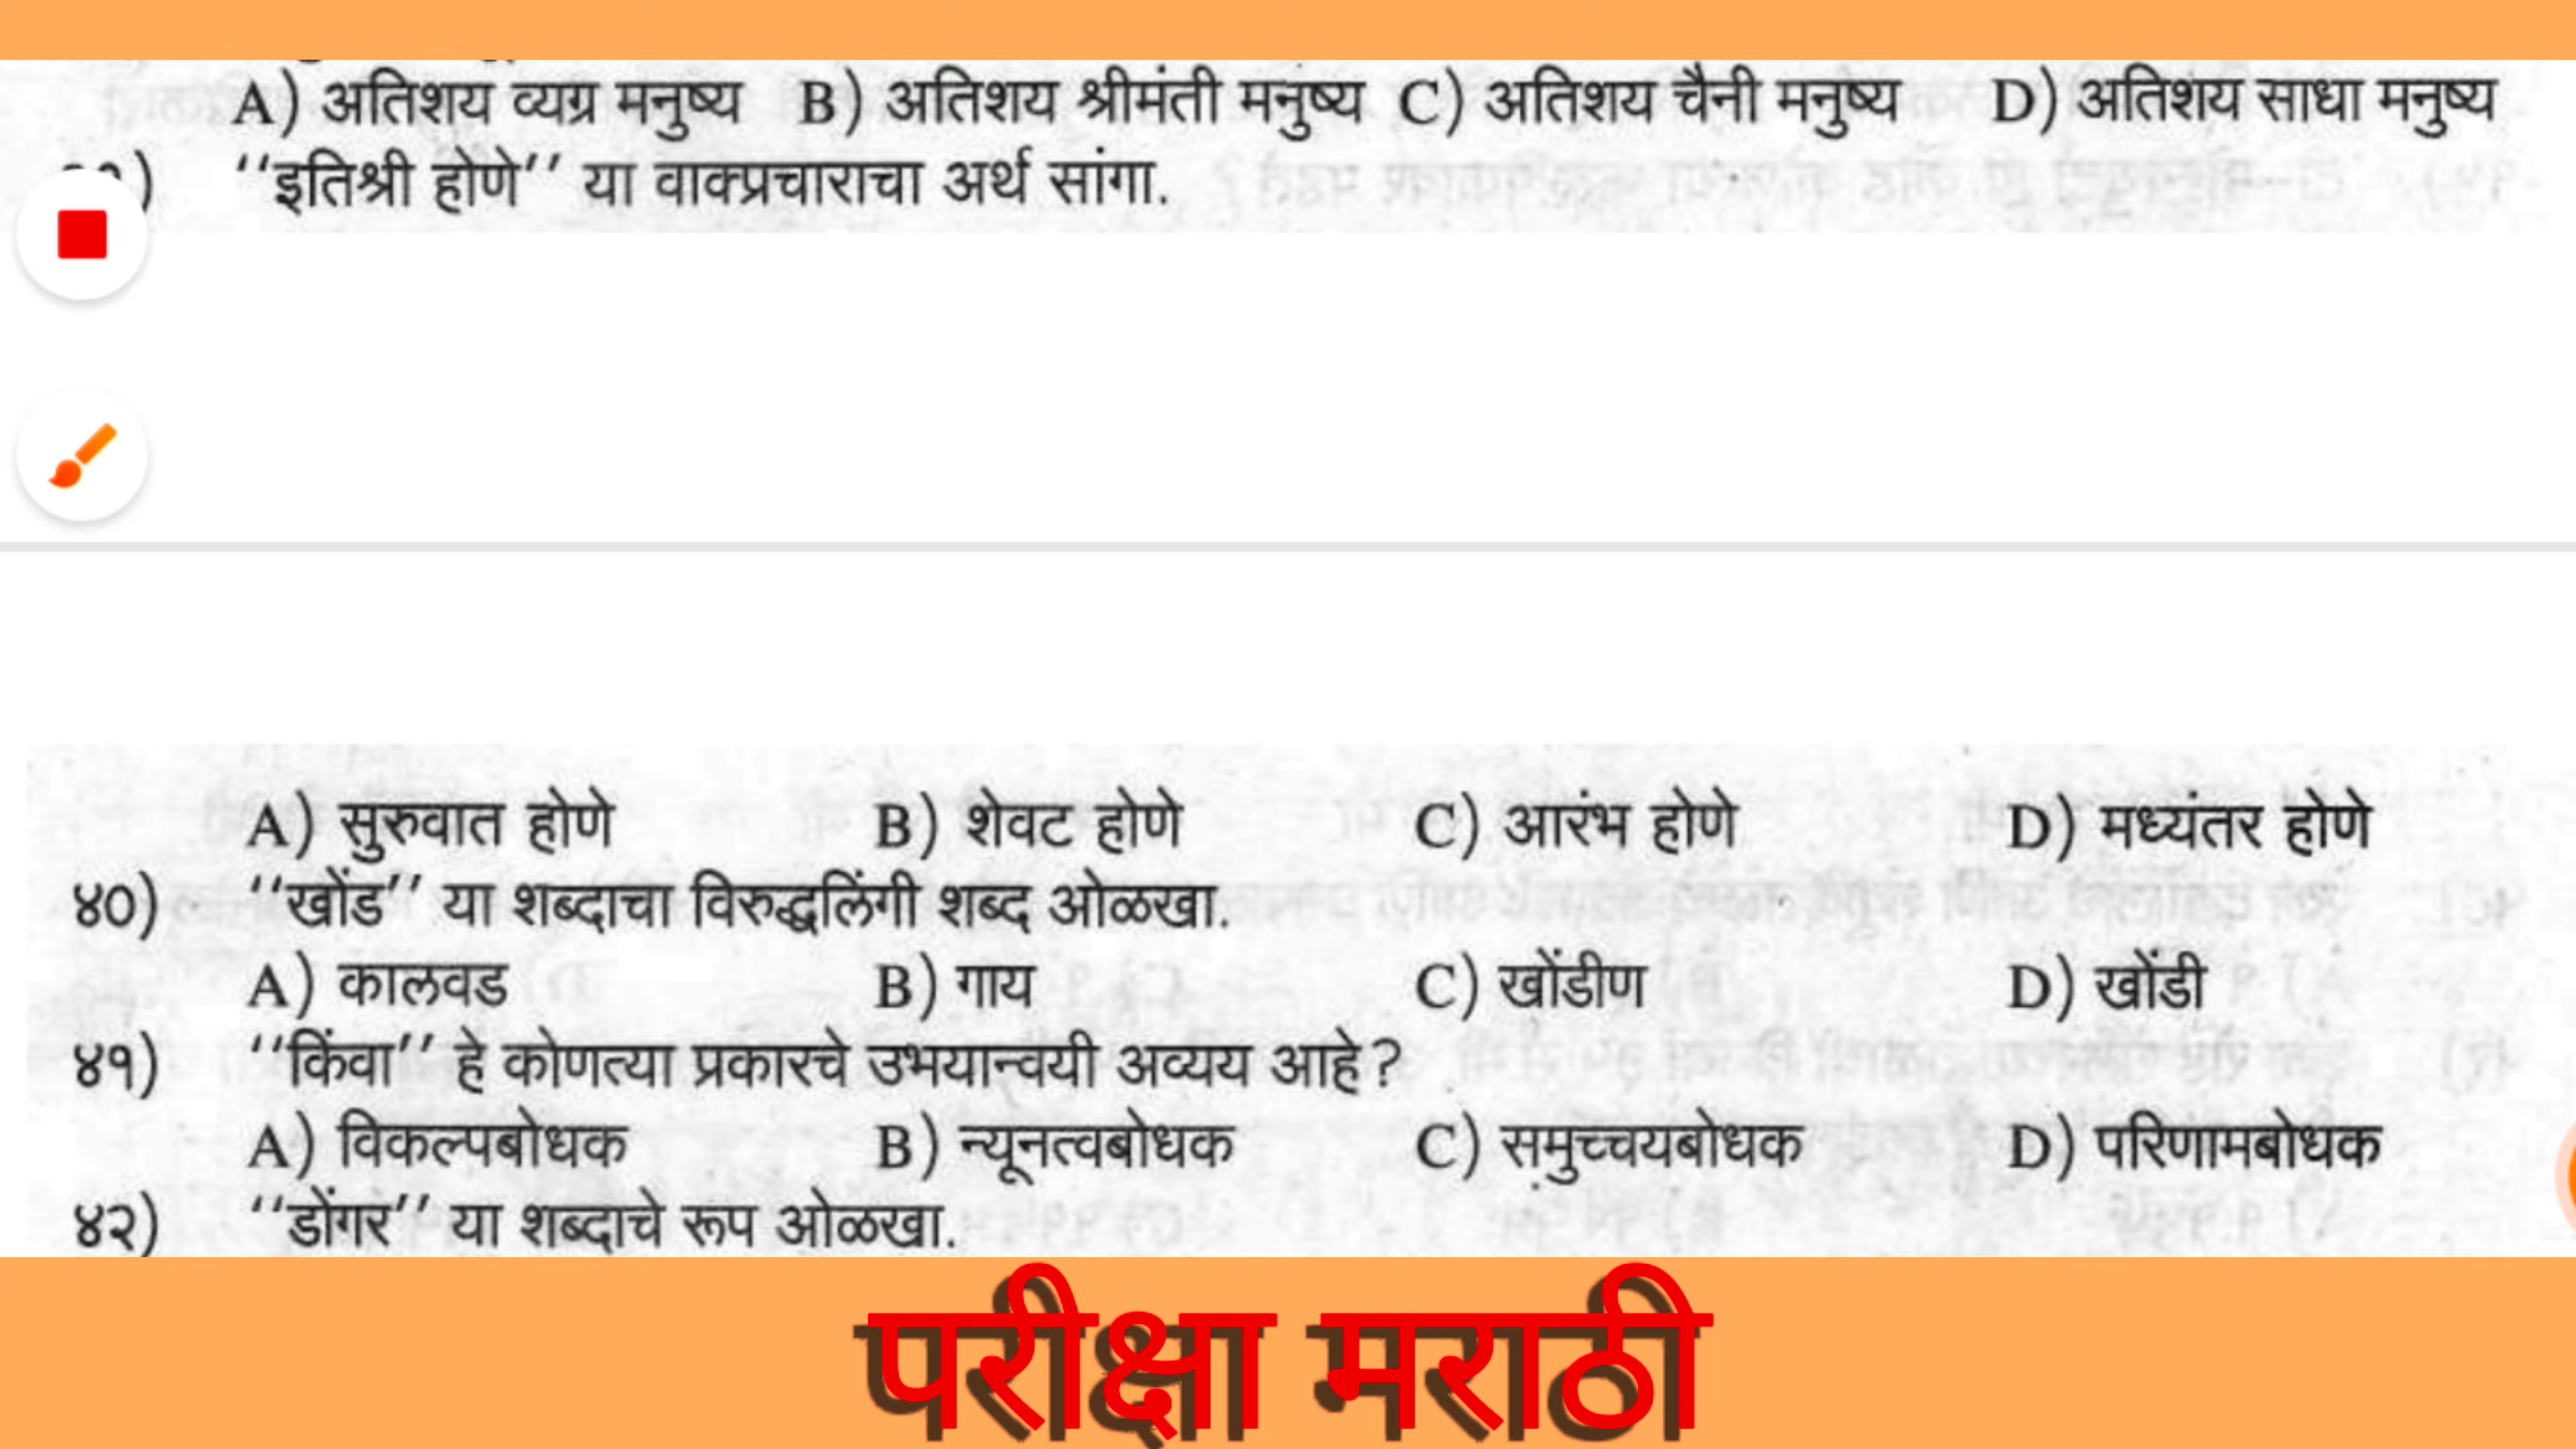 A) अतिशय व्यग्र मनुष्य B) अतिशय श्रीमंती मनुष्य C) अतिशय चैनी मनुष्य D) अतिशय साधा मनुष्य
‘‘इतिश्री होणे’’ या वाक्प्रचाराचा अर्थ सांगा.
A) सुरुवात होणे B) शेवट होणे C) आरंभ होणे D) मध्यंतर होणे
४०) ‘‘खोंड’’ या शब्दाचा विरुद्धलिंगी शब्द ओळखा.
A) कालवड B) गाय C) खोंडीण D) खोंडी
४१) ‘‘किंवा’’ हे कोणत्या प्रकारचे उभयान्वयी अव्यय आहे?
A) विकल्पबोधक B) न्यूनत्वबोधक C) समुच्चयबोधक D) परिणामबोधक
४२) ‘‘डोंगर’’ या शब्दाचे रूप ओळखा.
परीक्षा मराठी